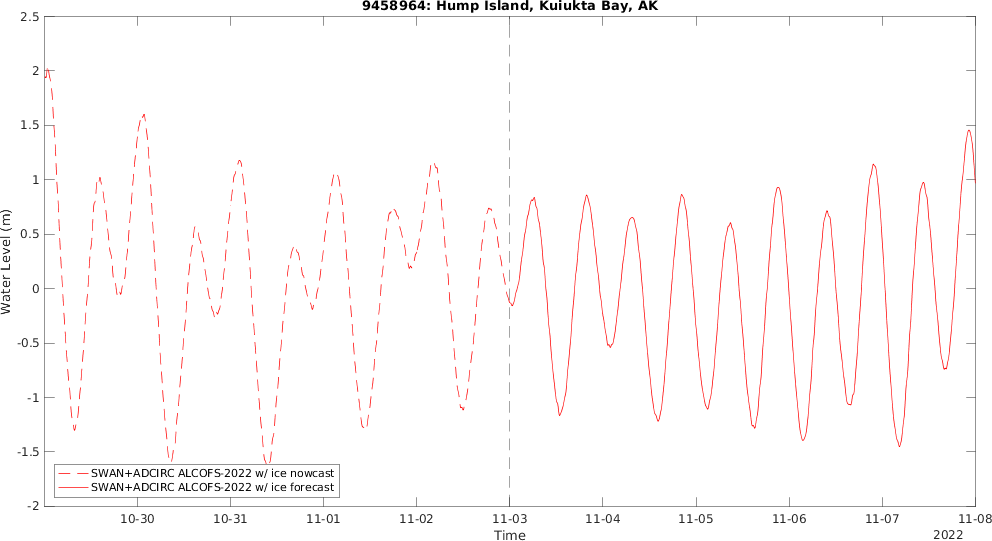 9458964: Hump Island, Kuiukta Bay, AK
2.5
2
1.5
1
0.5
0
-0.5
-1
-1.5
-2
Water Level (m)
SWAN+ADCIRC ALCOFS-2022 w/ ice nowcast
SWAN+ADCIRC ALCOFS-2022 w/ ice forecast
10-30 10-31 11-01 11-02 11-03 11-04 11-05 11-06 11-07 11-08
Time
2022